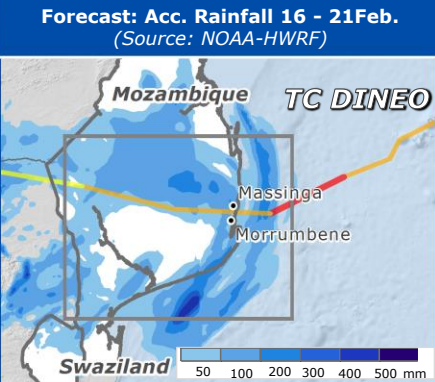 Forecast: Acc. Rainfall 16 - 21Feb.
(Source: NOAA-HWRF)
Mozambique
TC DINEO
Massinga
Morrumbene
Swaziland
50 100 200 300 400 500 mm